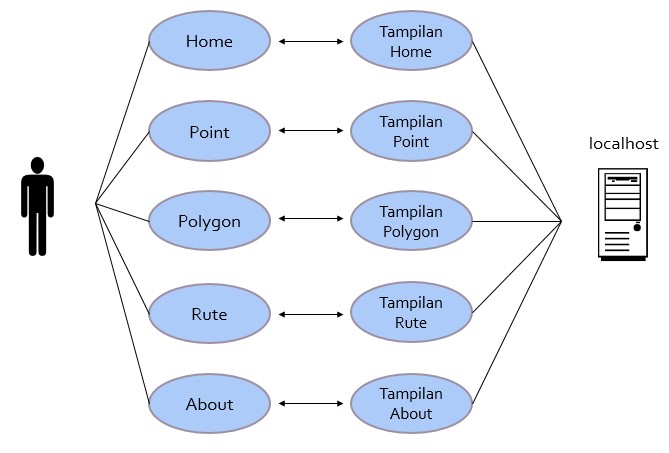 Home
Tampilan
Home
Point
Tampilan
Point
localhost
Polygon
Tampilan
Polygon
Rute
Tampilan
Rute
About
Tampilan
About